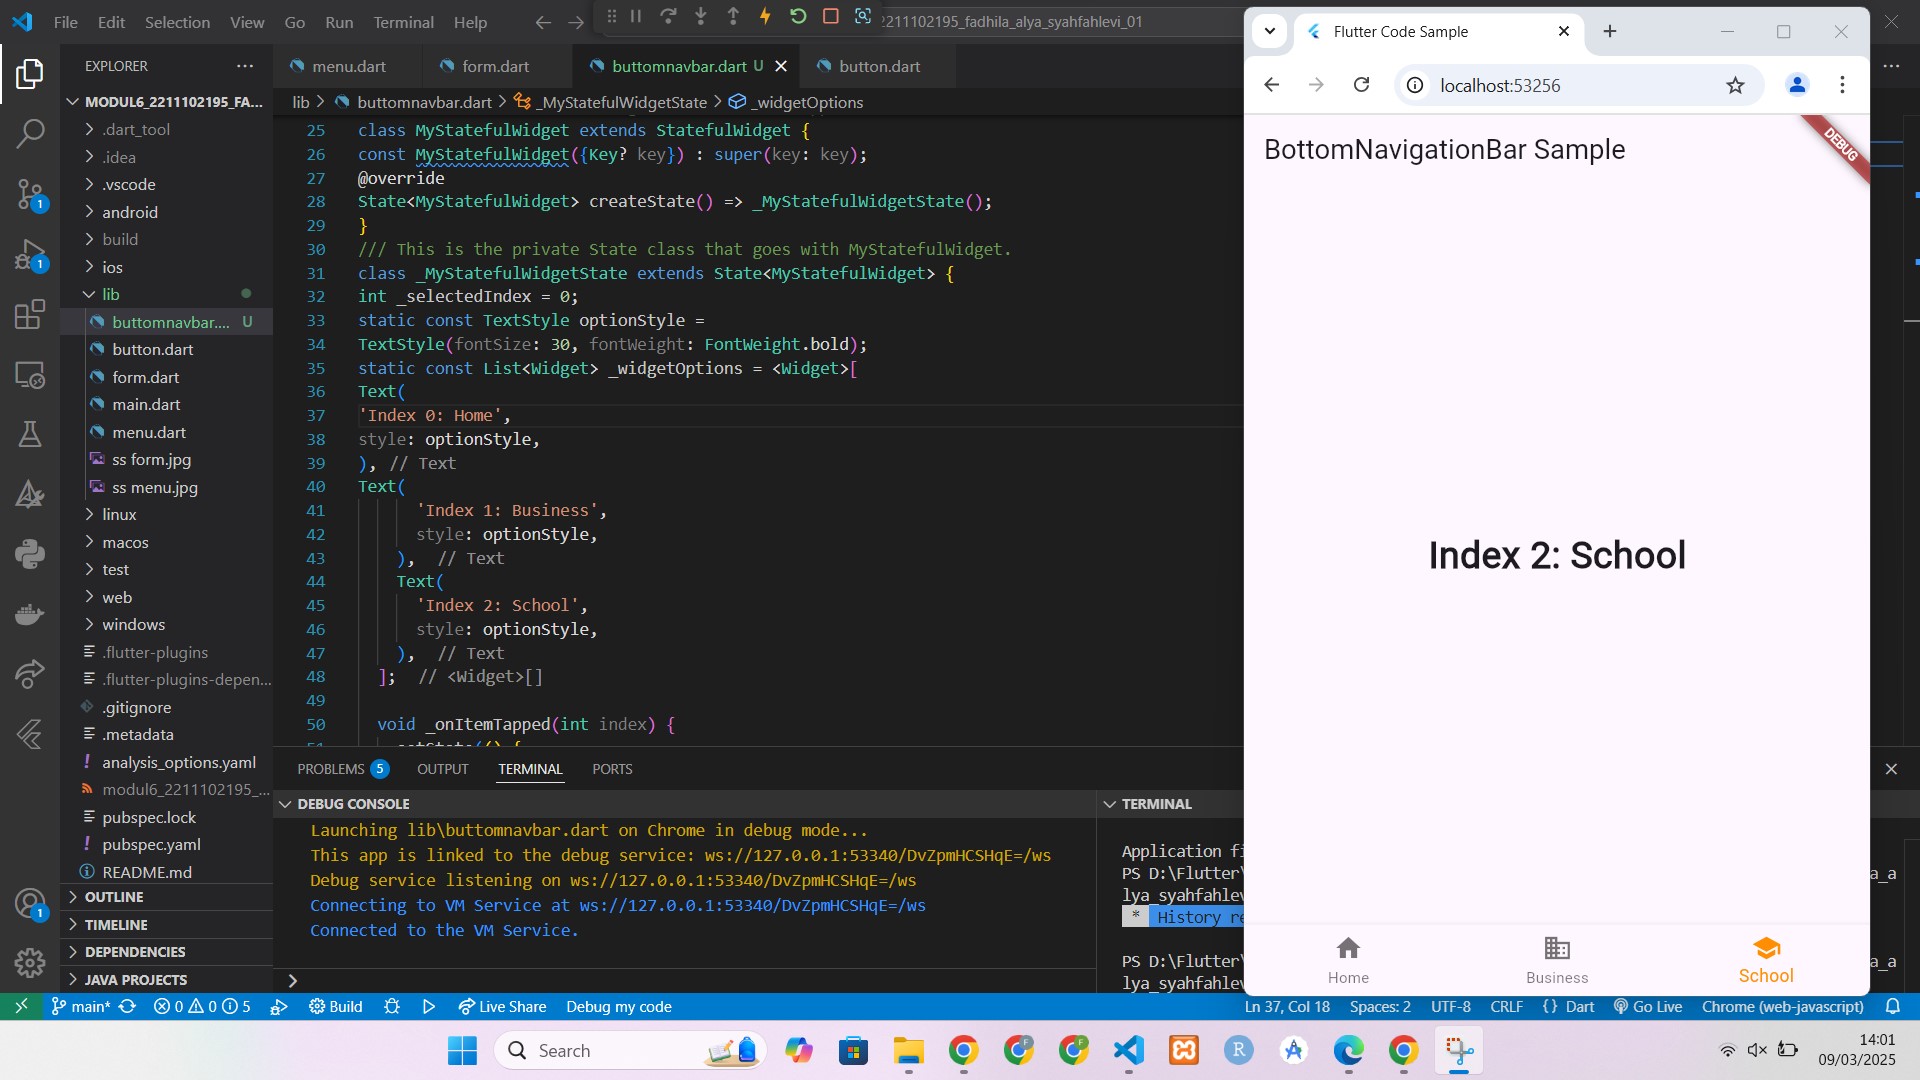 File Edit Selection View Go Run Terminal Help
2211102195_fadhila_alya_syahfahlevi_01
EXPLORER
MODUL6_2211102195_FA...
.dart_tool
.idea
.vscode
android
build
ios
lib
buttomnavbar.... U
button.dart
form.dart
main.dart
menu.dart
ss form.jpg
ss menu.jpg
linux
macos
test
web
windows
.flutter-plugins
.flutter-plugins-depen...
.gitignore
.metadata
analysis_options.yaml
modul6_2211102195_...
pubspec.lock
pubspec.yaml
README.md
OUTLINE
TIMELINE
DEPENDENCIES
JAVA PROJECTS
1
1
1
menu.dart form.dart buttomnavbar.dart U button.dart
lib > buttomnavbar.dart > _MyStatefulWidgetState > _widgetOptions
25 class MyStatefulWidget extends StatefulWidget {
26 const MyStatefulWidget({Key? key}) : super(key: key);
27 @override
28 State<MyStatefulWidget> createState() => _MyStatefulWidgetState();
29 }
30 /// This is the private State class that goes with MyStatefulWidget.
31 class _MyStatefulWidgetState extends State<MyStatefulWidget> {
32 int _selectedIndex = 0;
33 static const TextStyle optionStyle =
34 TextStyle(fontSize: 30, fontWeight: FontWeight.bold);
35 static const List<Widget> _widgetOptions = <Widget>[
36 Text(
37 'Index 0: Home',
38 style: optionStyle,
39 ), // Text
40 Text(
41 'Index 1: Business',
42 style: optionStyle,
43 ), // Text
44 Text(
45 'Index 2: School',
46 style: optionStyle,
47 ), // Text
48 ]; // <Widget>[]
49
50 void _onItemTapped(int index) {
51 setState(() {
PROBLEMS 5 OUTPUT TERMINAL PORTS
DEBUG CONSOLE
Launching lib\buttomnavbar.dart on Chrome in debug mode...
This app is linked to the debug service: ws://127.0.0.1:53340/DvZpmHCSHqE=/ws
Debug service listening on ws://127.0.0.1:53340/DvZpmHCSHqE=/ws
Connecting to VM Service at ws://127.0.0.1:53340/DvZpmHCSHqE=/ws
Connected to the VM Service.
TERMINAL
Application fi
PS D:\Flutter\ a_a
lya_syahfahlev
* History re
PS D:\Flutter\ a_a
lya_syahfahlev
Flutter Code Sample
localhost:53256
BottomNavigationBar Sample
DEBUG
Index 2: School
Home Business School
main* 0 0 5 Build Live Share Debug my code Ln 37, Col 18 Spaces: 2 UTF-8 CRLF {} Dart Go Live Chrome (web-javascript)
Search
F
F
R
14:01
09/03/2025